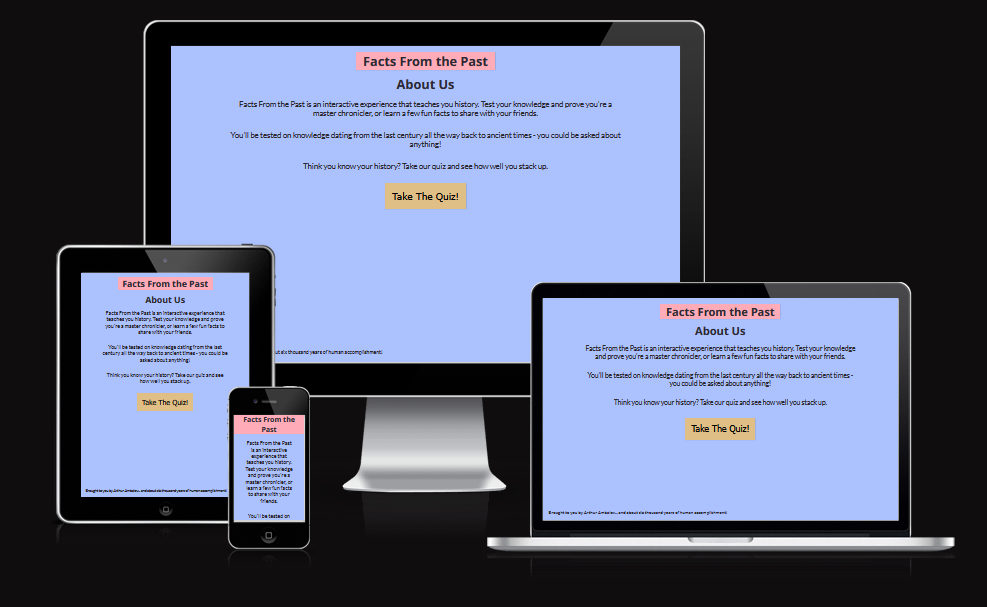 Facts From the Past
About Us
Facts From the Past is an interactive experience that teaches you history. Test your knowledge and prove you're a
master chronicler, or learn a few fun facts to share with your friends.
You'll be tested on knowledge dating from the last century all the way back to ancient times - you could be asked about
anything!
Think you know your history? Take our quiz and see how well you stack up.
Take The Quiz!
out six thousand years of human accomplishment!
Facts From the Past
About Us
Facts From the Past is an interactive experience that
teaches you history. Test your knowledge and prove
you're a master chronicler, or learn a few fun facts to
share with your friends.
You'll be tested on knowledge dating from the last
century all the way back to ancient times - you could be
asked about anything!
Think you know your history? Take our quiz and see
how well you stack up.
Take The Quiz!
Brought to you by Arthur and about six thousand years of human accomplishment!
Facts From the
Past
Facts From the Past
is an interactive
experience that
teaches you history.
Test your knowledge
and prove you're a
master chronicler, or
learn a few fun facts
to share with your
friends.
You'll be tested on
Facts From the Past
About Us
Facts From the Past is an interactive experience that teaches you history. Test your knowledge
and prove you're a master chronicler, or learn a few fun facts to share with your friends.
You'll be tested on knowledge dating from the last century all the way back to ancient times -
you could be asked about anything!
Think you know your history? Take our quiz and see how well you stack up.
Take The Quiz!
Brought to you by Arthur and about six thousand years of human accomplishment!